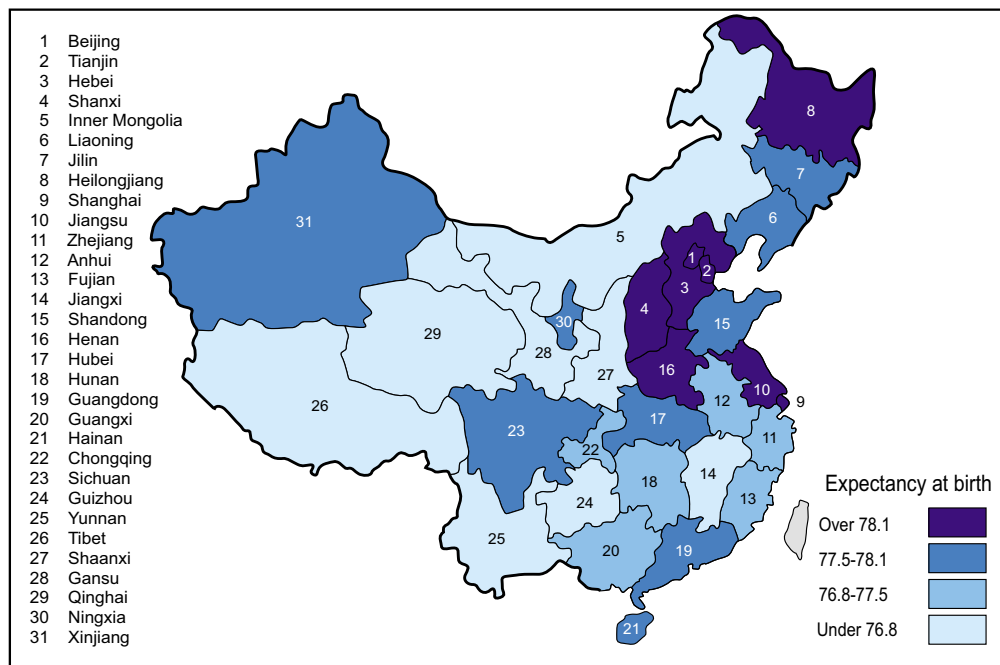 1 Beijing
2 Tianjin
3 Hebei
4 Shanxi
5 Inner Mongolia
6 Liaoning
7 Jilin
8 Heilongjiang
9 Shanghai
10 Jiangsu
11 Zhejiang
12 Anhui
13 Fujian
14 Jiangxi
15 Shandong
16 Henan
17 Hubei
18 Hunan
19 Guangdong
20 Guangxi
21 Hainan
22 Chongqing
23 Sichuan
24 Guizhou
25 Yunnan
26 Tibet
27 Shaanxi
28 Gansu
29 Qinghai
30 Ningxia
31 Xinjiang
8
7
31
6
5
1
2
3
4
30
15
29
28
16
27
10
12
9
26
17
23
11
22
14
18
13
24
25
20
19
21
Expectancy at birth
Over 78.1
77.5-78.1
76.8-77.5
Under 76.8